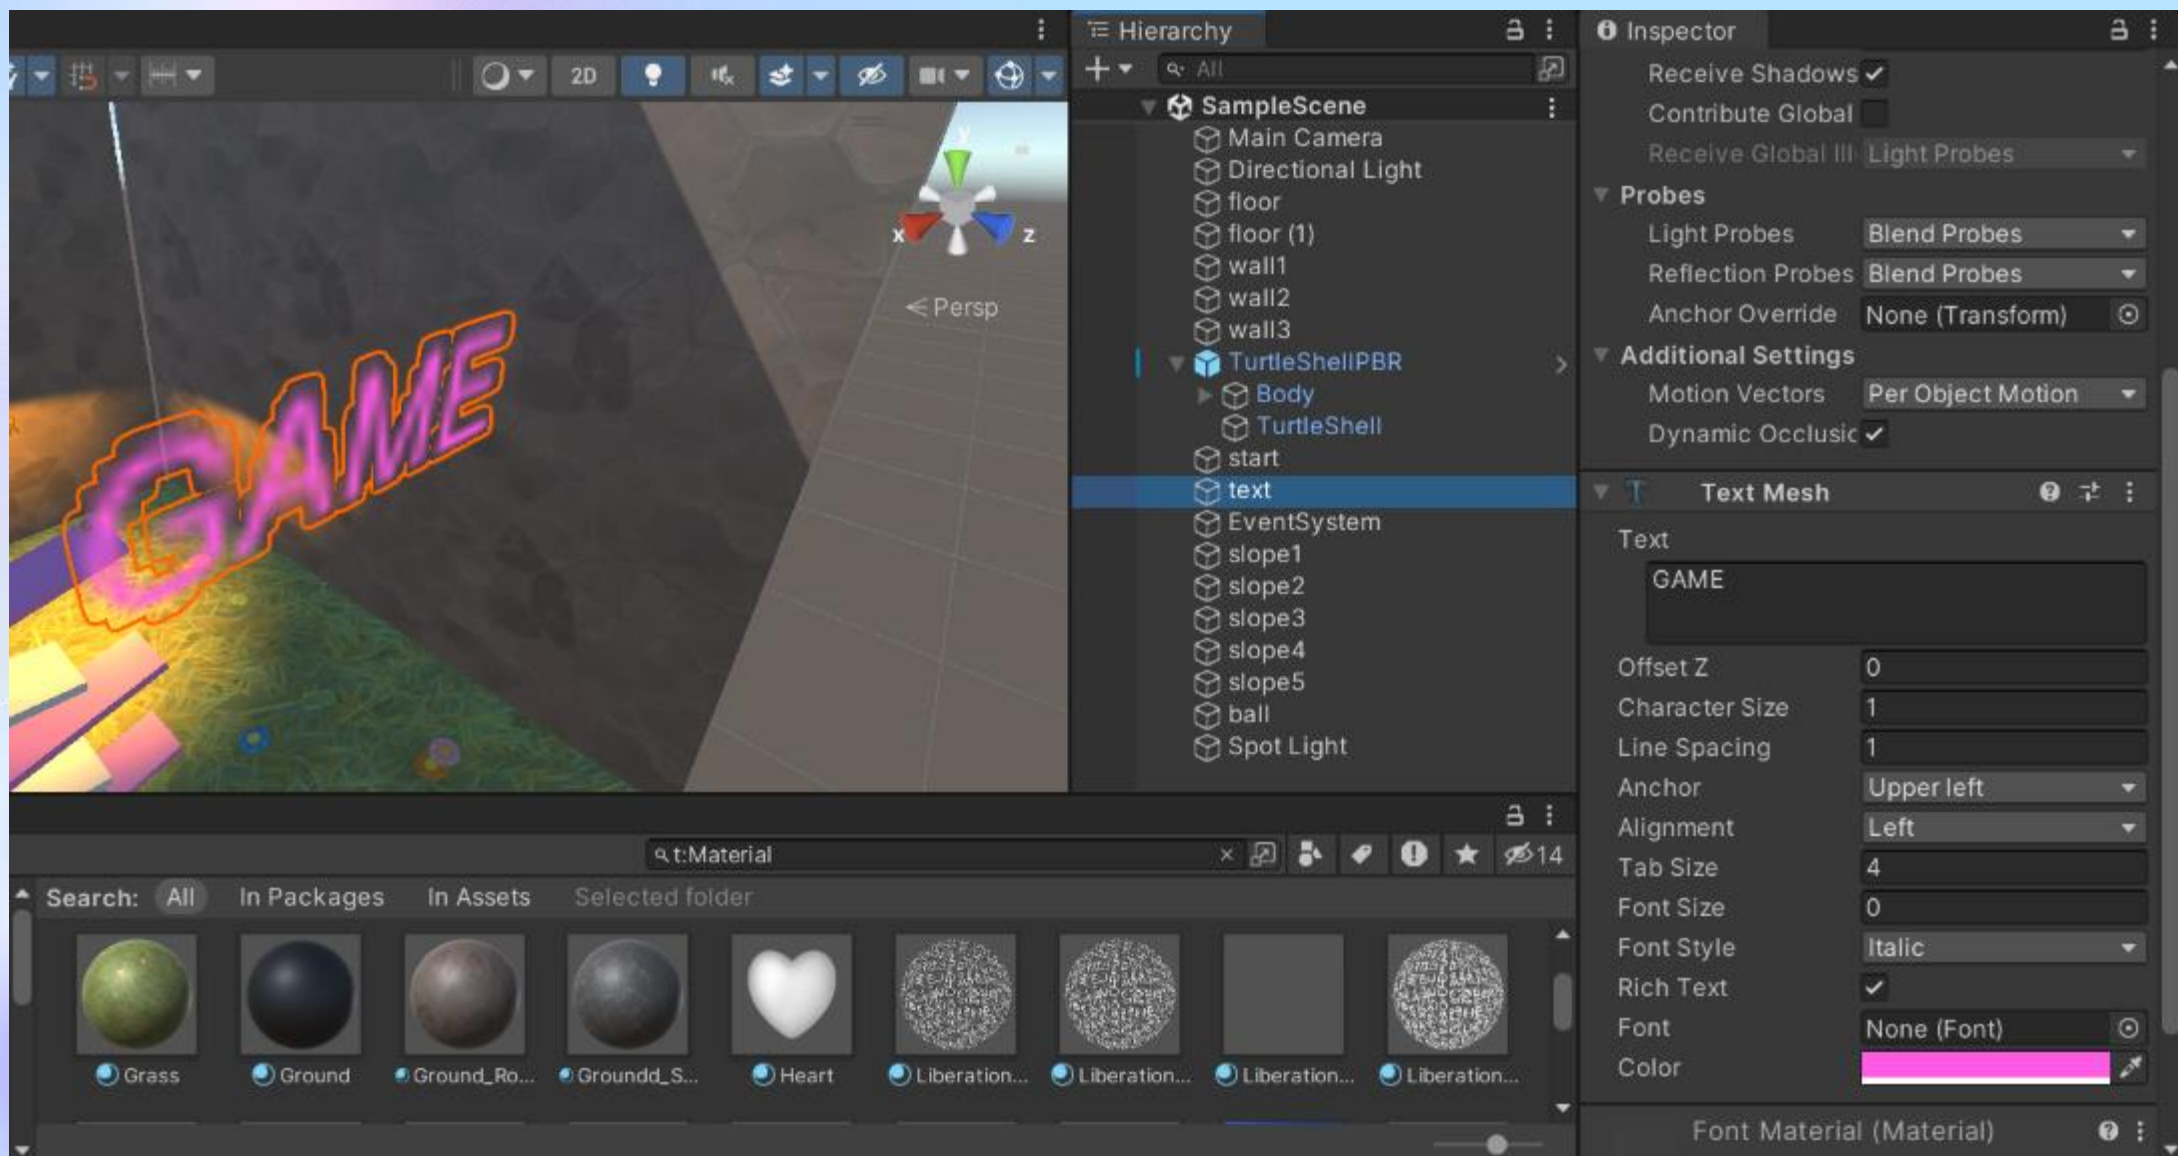 Hierarchy
All
SampleScene
Main Camera
Directional Light
floor
floor (1)
wall1
wall2
wall3
TurtleShellPBR
Body
TurtleShell
start
text
EventSystem
slope1
slope2
slope3
slope4
slope5
ball
Spot Light
2D
y
x
z
Persp
GAME
Inspector
Receive Shadows
Contribute Global
Receive Global Ill Light Probes
Probes
Light Probes Blend Probes
Reflection Probes Blend Probes
Anchor Override None (Transform)
Additional Settings
Motion Vectors Per Object Motion
Dynamic Occlusic
Text Mesh
Text
GAME
Offset Z 0
Character Size 1
Line Spacing 1
Anchor Upper left
Alignment Left
Tab Size 4
Font Size 0
Font Style Italic
Rich Text
Font None (Font)
Color
Font Material (Material)
t:Material
14
Search: All In Packages In Assets Selected folder
Grass Ground Ground_Ro... Groundd_S... Heart Liberation... Liberation... Liberation... Liberation...